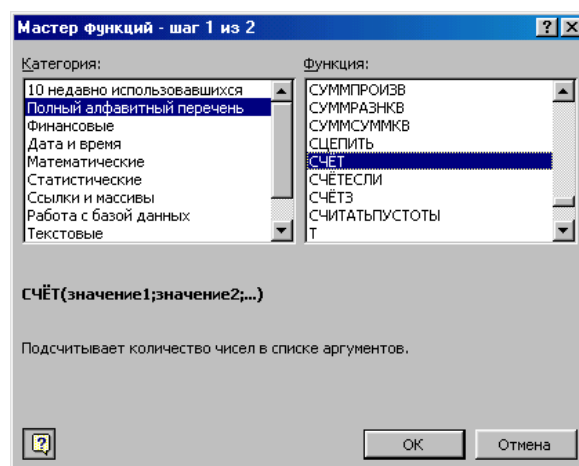 Мастер функций - шаг 1 из 2
Категория:
10 недавно использовавшихся
Полный алфавитный перечень
Финансовые
Дата и время
Математические
Статистические
Ссылки и массивы
Работа с базой данных
Текстовые
Функция:
СУММПРОИЗВ
СУММРАЗНКВ
СУММСУММКВ
СЦЕПИТЬ
СЧЁТ
СЧЁТЕСЛИ
СЧЁТЗ
СЧИТАТЬПУСТОТЫ
Т
СЧЁТ(значение1;значение2;...)
Подсчитывает количество чисел в списке аргументов.
ОК
Отмена